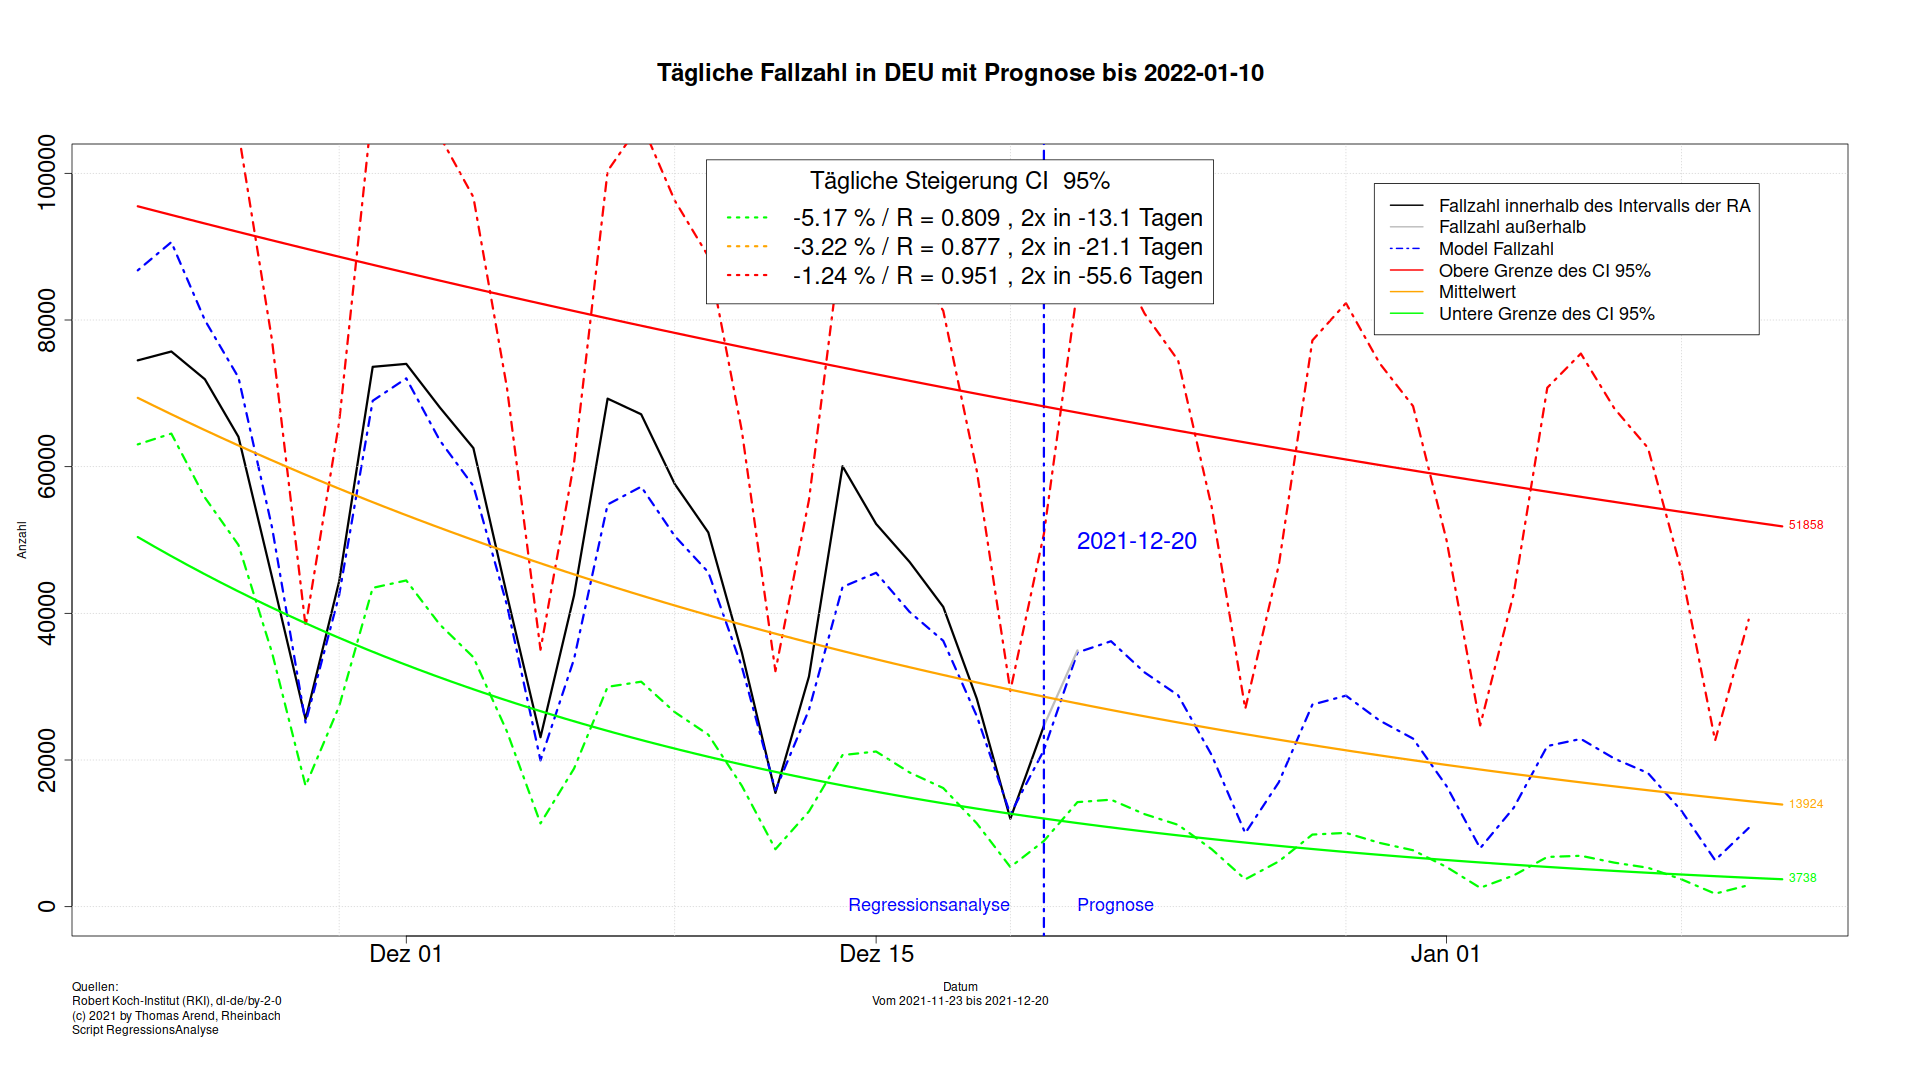 Tägliche Fallzahl in DEU mit Prognose bis 2022-01-10
Anzahl
100000
80000
60000
40000
20000
0
Tägliche Steigerung CI  95%
-5.17 % / R = 0.809 , 2x in -13.1 Tagen
-3.22 % / R = 0.877 , 2x in -21.1 Tagen
-1.24 % / R = 0.951 , 2x in -55.6 Tagen
Fallzahl innerhalb des Intervalls der RA
Fallzahl außerhalb
Model Fallzahl
Obere Grenze des CI 95%
Mittelwert
Untere Grenze des CI 95%
51858
2021-12-20
13924
3738
Regressionsanalyse
Prognose
Dez 01
Dez 15
Jan 01
Quellen:
Robert Koch-Institut (RKI), dl-de/by-2-0
(c) 2021 by Thomas Arend, Rheinbach
Script RegressionsAnalyse
Datum
Vom 2021-11-23 bis 2021-12-20